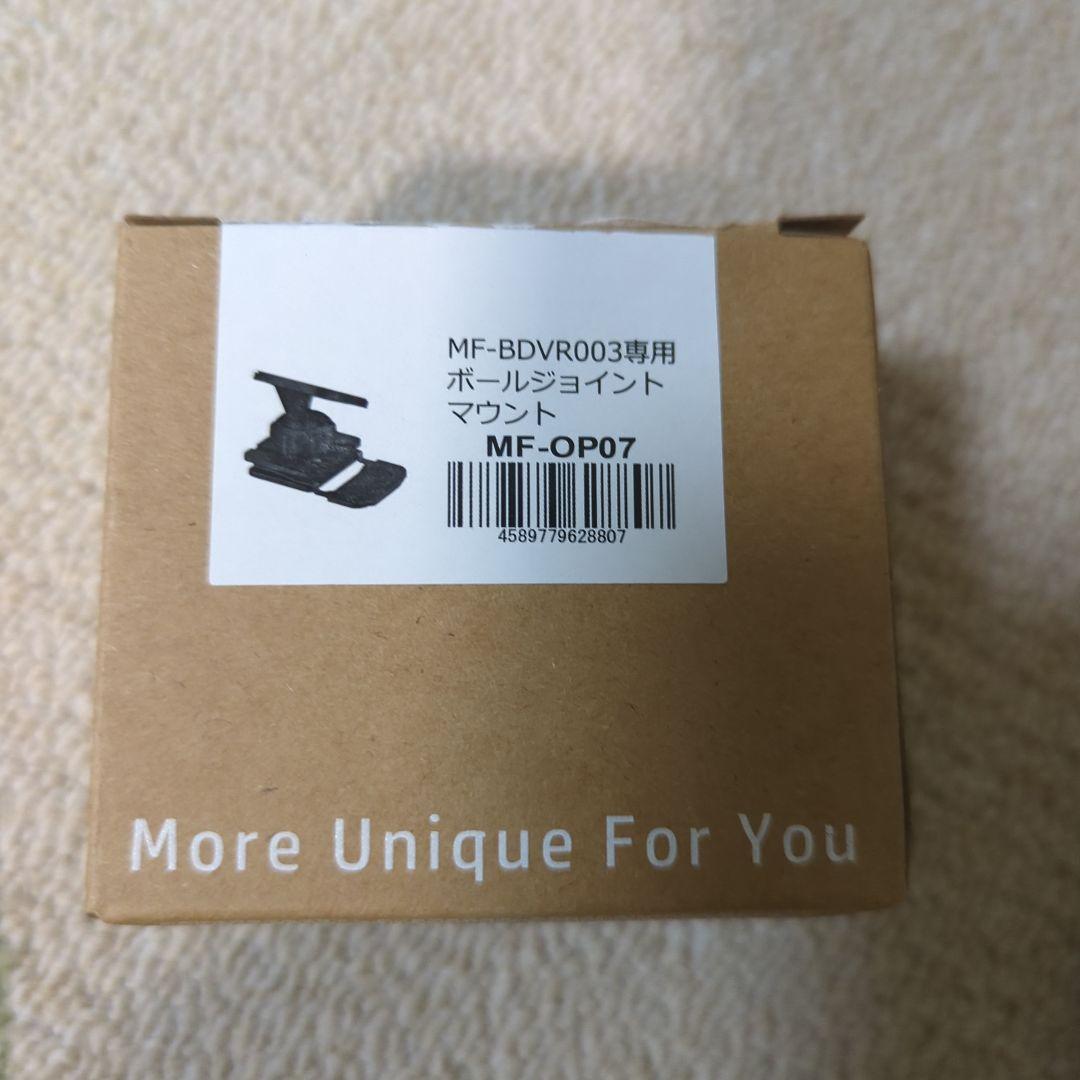 MF-BDVR003専用
ボールジョイント
マウント
MF-OP07
4589779628807
More Unique For You